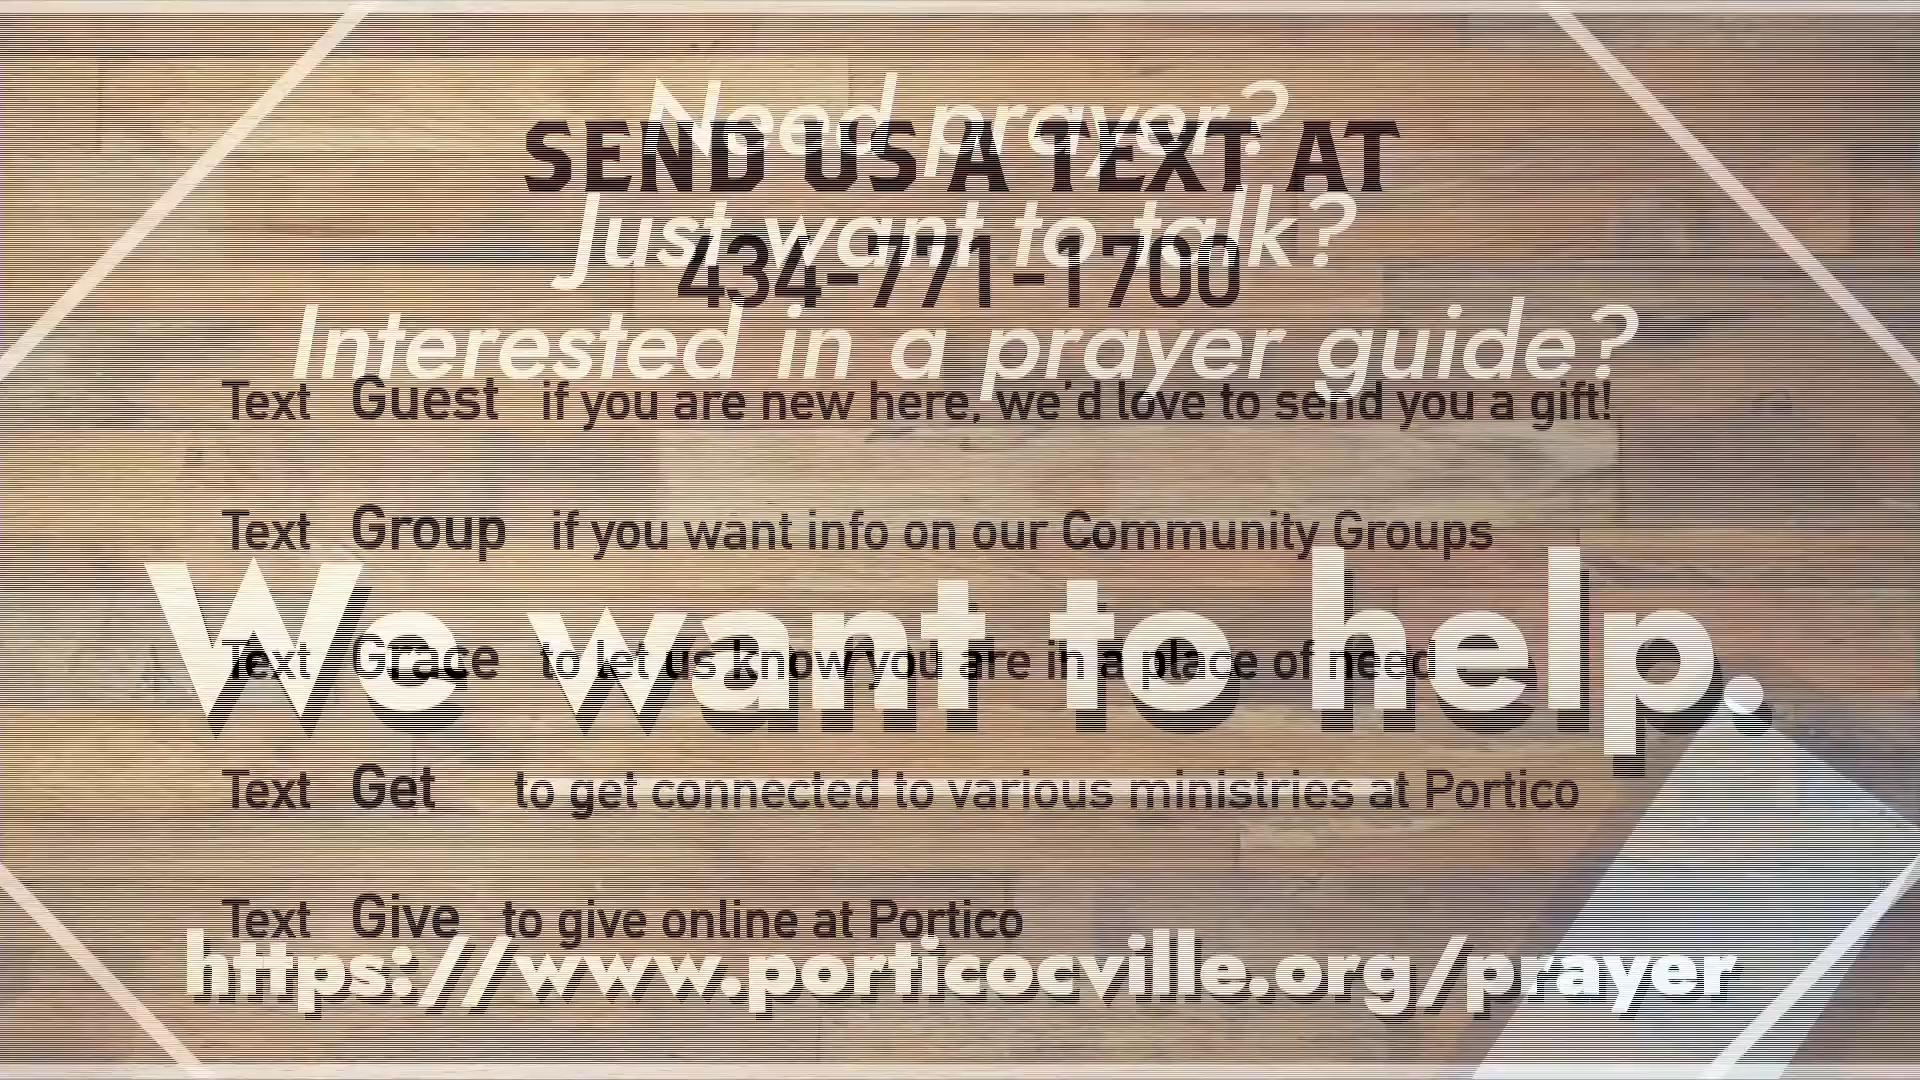 Need prayer?
SEND US A TEXT AT
Just want to talk?
434-771-1700
Interested in a prayer guide?
Text Guest if you are new here, we'd love to send you a gift!
Text Group if you want info on our Community Groups
We want to help.
Text Grace to let us know you are in a place of need
Text Get to get connected to various ministries at Portico
Text Give to give online at Portico
https://www.porticocville.org/prayer